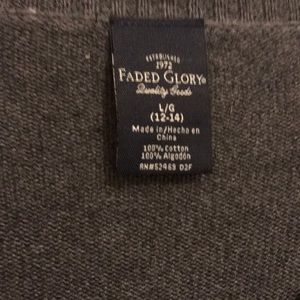 ESTABLISHED
1972
FADED GLORY®
Quality Goods
L/G
(12-14)
Made in/Hecho en
China
100% Cotton
100% Algodón
RN#52469 D2F